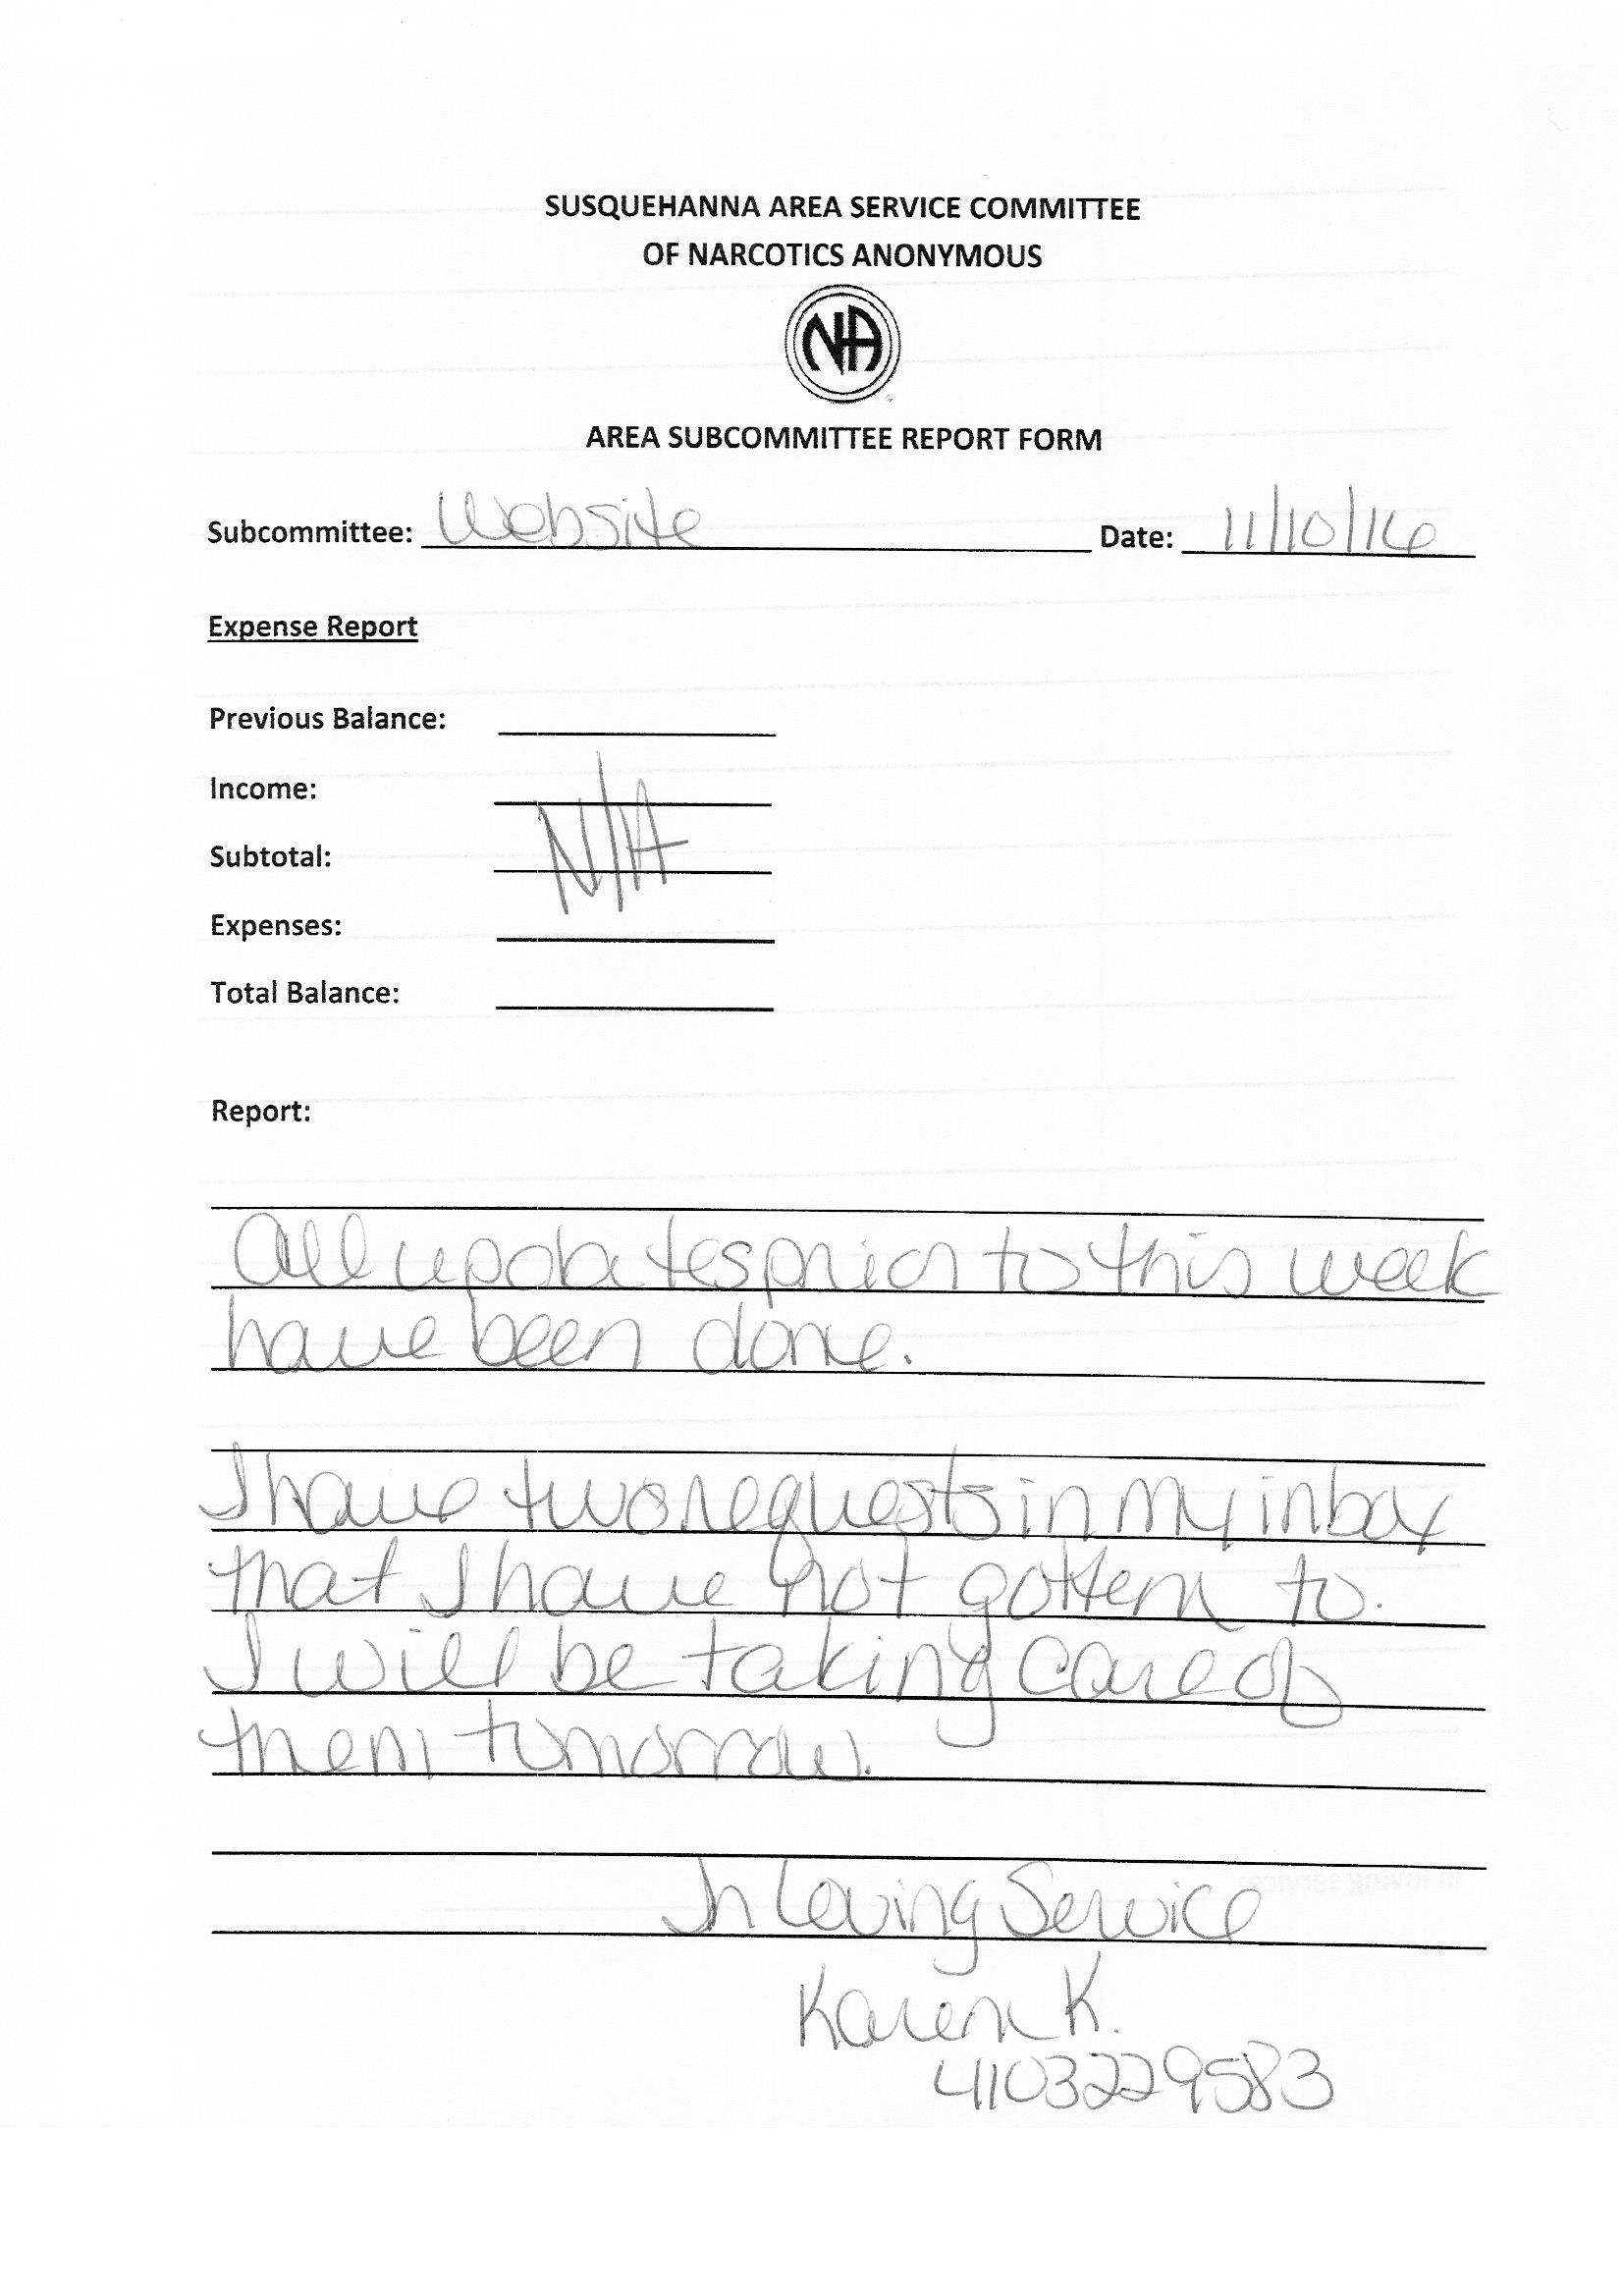 SUSQUEHANNA AREA SERVICE COMMITTEE
OF NARCOTICS ANONYMOUS
NA
AREA SUBCOMMITTEE REPORT FORM
Subcommittee: Website Date: 11/10/16
Expense Report
Previous Balance:
Income:
N/A
Subtotal:
Expenses:
Total Balance:
Report:
All updates prior to this week
have been done.
I have two requests in my inbox
that I have not gotten to.
I will be taking care of
them tomorrow.
In Loving Service
Karen K.
4103229583